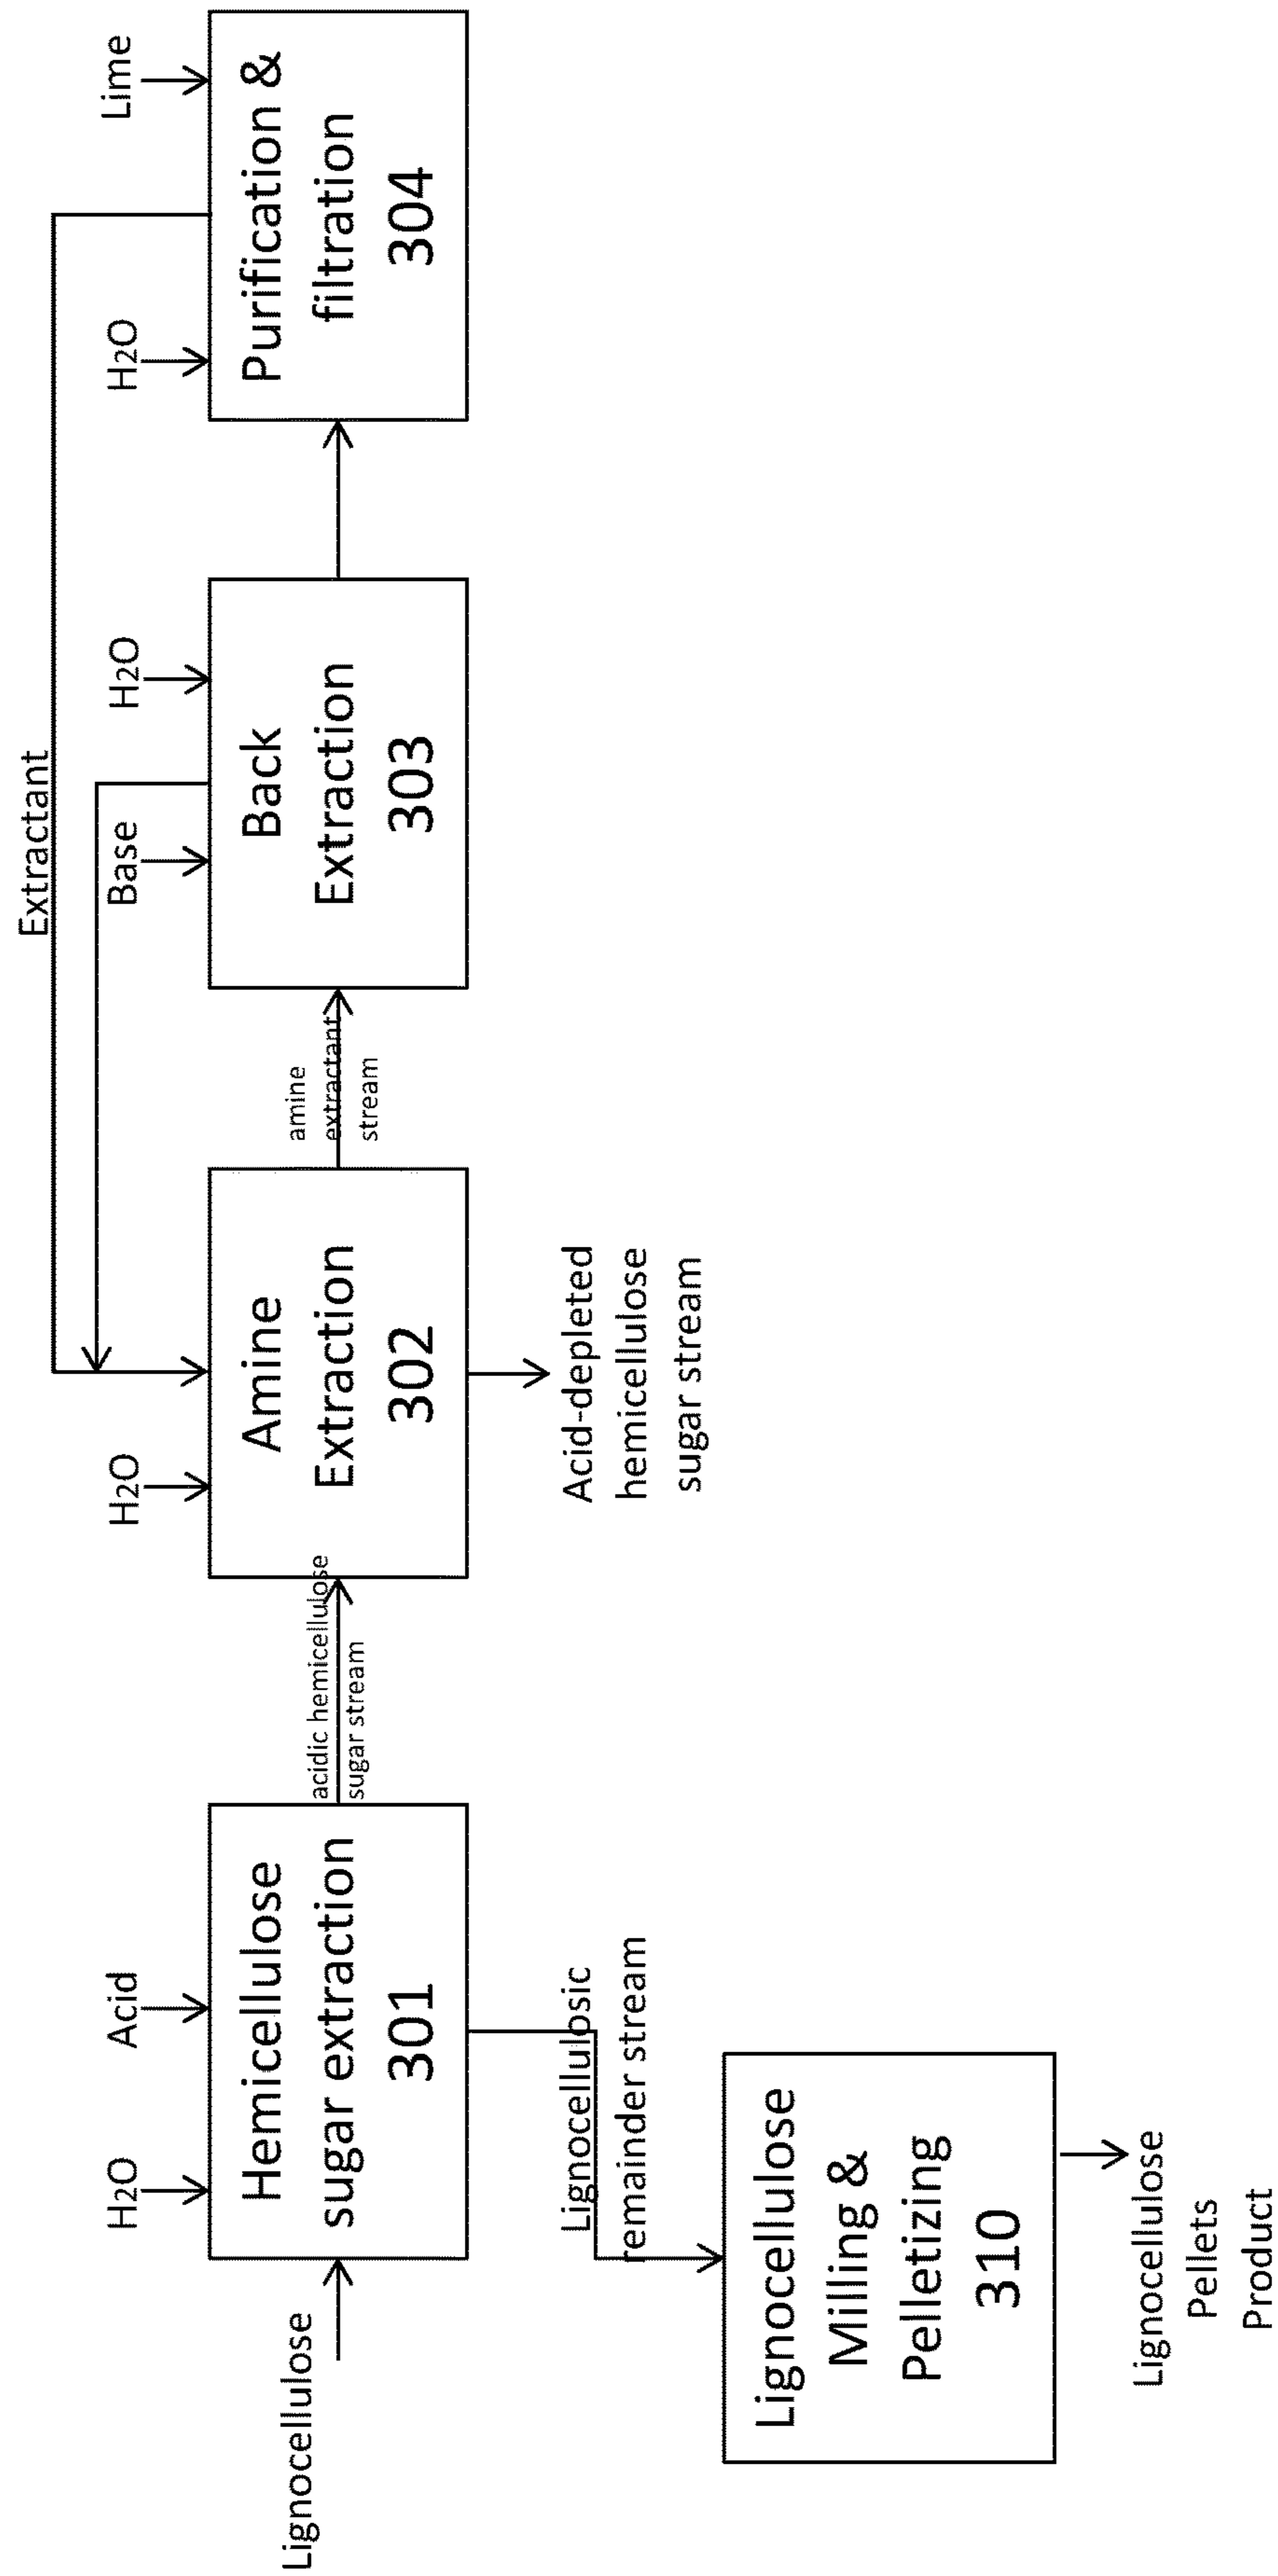 Extractant
H2O
Acid
H2O
Base
H2O
H2O
Lime
Lignocellulose
Hemicellulose
sugar extraction
301
acidic hemicellulose
sugar stream
Amine
Extraction
302
amine
extractant
stream
Back
Extraction
303
Purification &
filtration
304
Lignocellulosic
remainder stream
Acid-depleted
hemicellulose
sugar stream
Lignocellulose
Milling &
Pelletizing
310
Lignocellulose
Pellets
Product